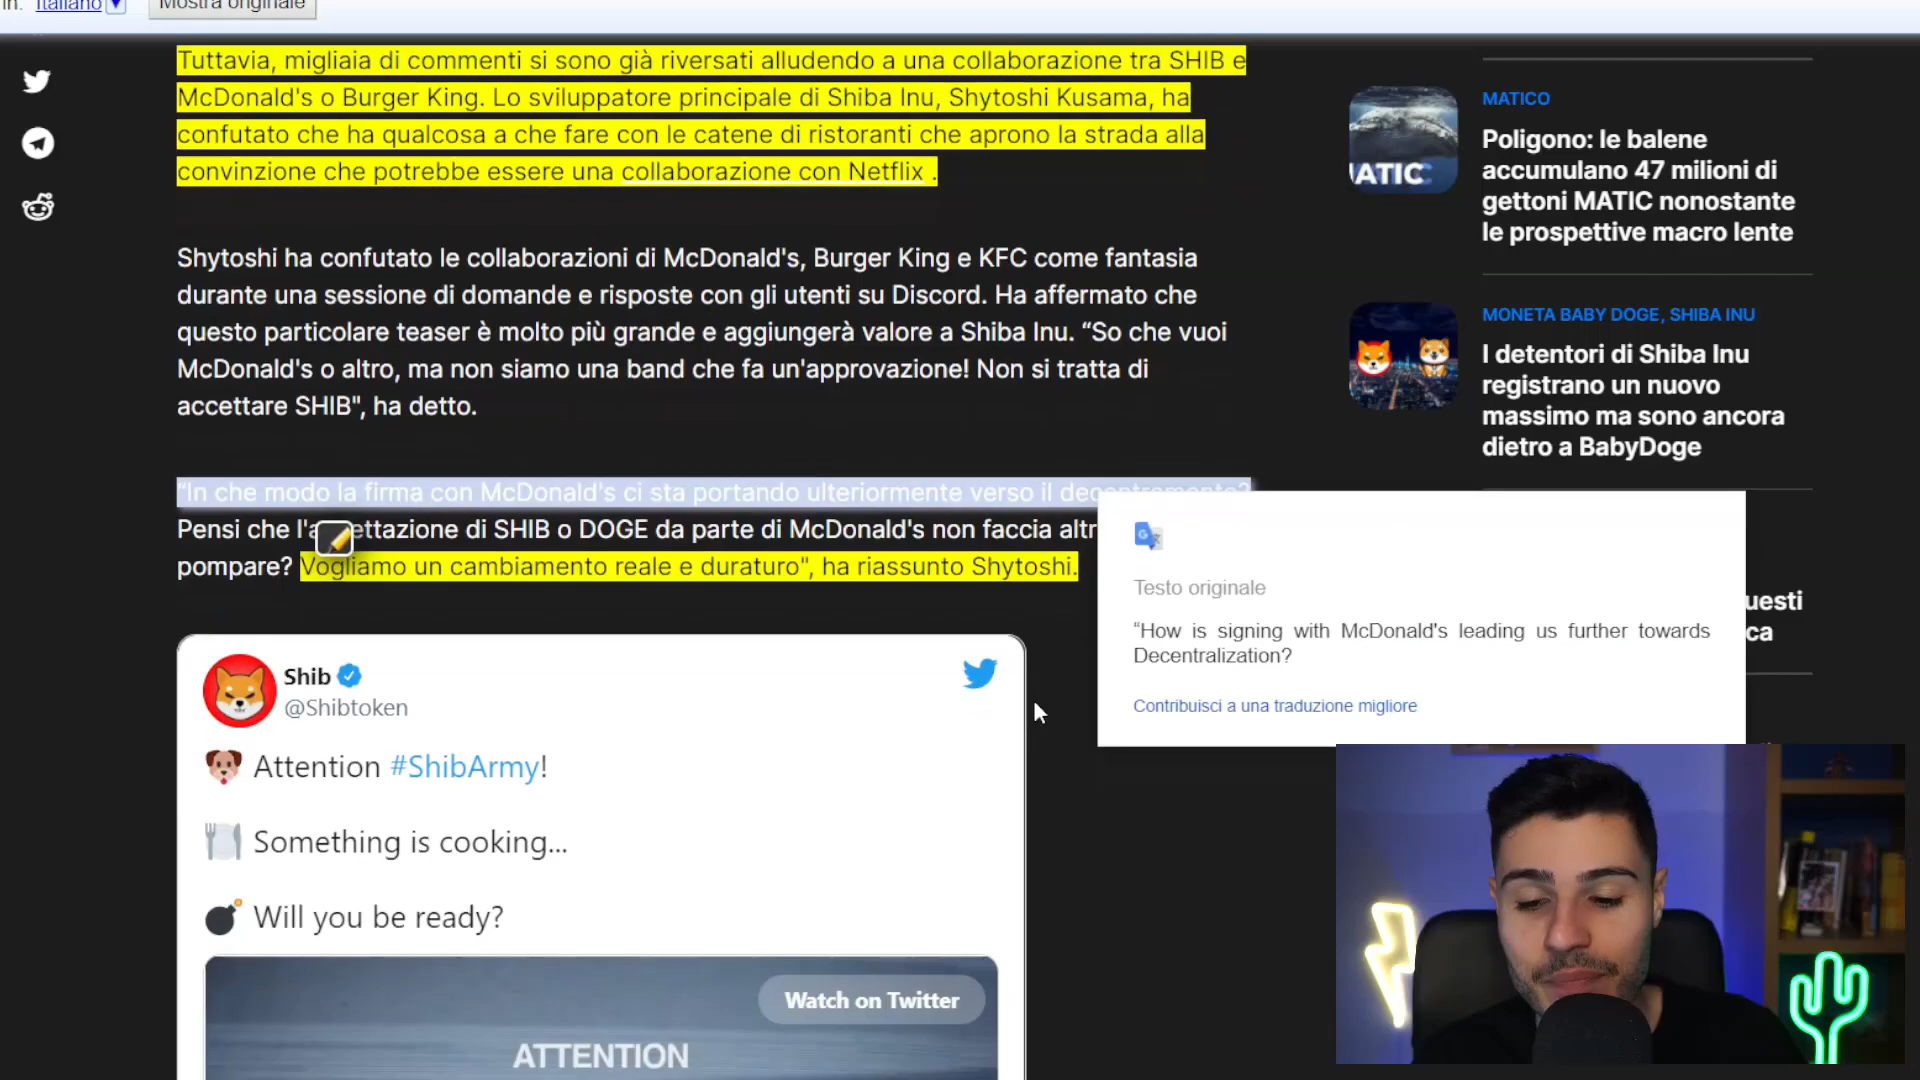 in: Italiano
Mostra originale
Tuttavia, migliaia di commenti si sono già riversati alludendo a una collaborazione tra SHIB e
McDonald's o Burger King. Lo sviluppatore principale di Shiba Inu, Shytoshi Kusama, ha
confutato che ha qualcosa a che fare con le catene di ristoranti che aprono la strada alla
convinzione che potrebbe essere una collaborazione con Netflix .
Shytoshi ha confutato le collaborazioni di McDonald's, Burger King e KFC come fantasia
durante una sessione di domande e risposte con gli utenti su Discord. Ha affermato che
questo particolare teaser è molto più grande e aggiungerà valore a Shiba Inu. “So che vuoi
McDonald's o altro, ma non siamo una band che fa un'approvazione! Non si tratta di
accettare SHIB", ha detto.
“In che modo la firma con McDonald's ci sta portando ulteriormente verso il
Pensi che l' di SHIB o DOGE da parte di McDonald's non faccia
pompare? Vogliamo un cambiamento reale e duraturo", ha riassunto Shytoshi.
Shib
@Shibtoken
Attention #ShibArmy!
Something is cooking...
Will you be ready?
Watch on Twitter
ATTENTION
MATICO
Poligono: le balene
accumulano 47 milioni di
gettoni MATIC nonostante
le prospettive macro lente
MATIC
MONETA BABY DOGE, SHIBA INU
I detentori di Shiba Inu
registrano un nuovo
massimo ma sono ancora
dietro a BabyDoge
Testo originale
“How is signing with McDonald's leading us further towards
Decentralization?
Contribuisci a una traduzione migliore